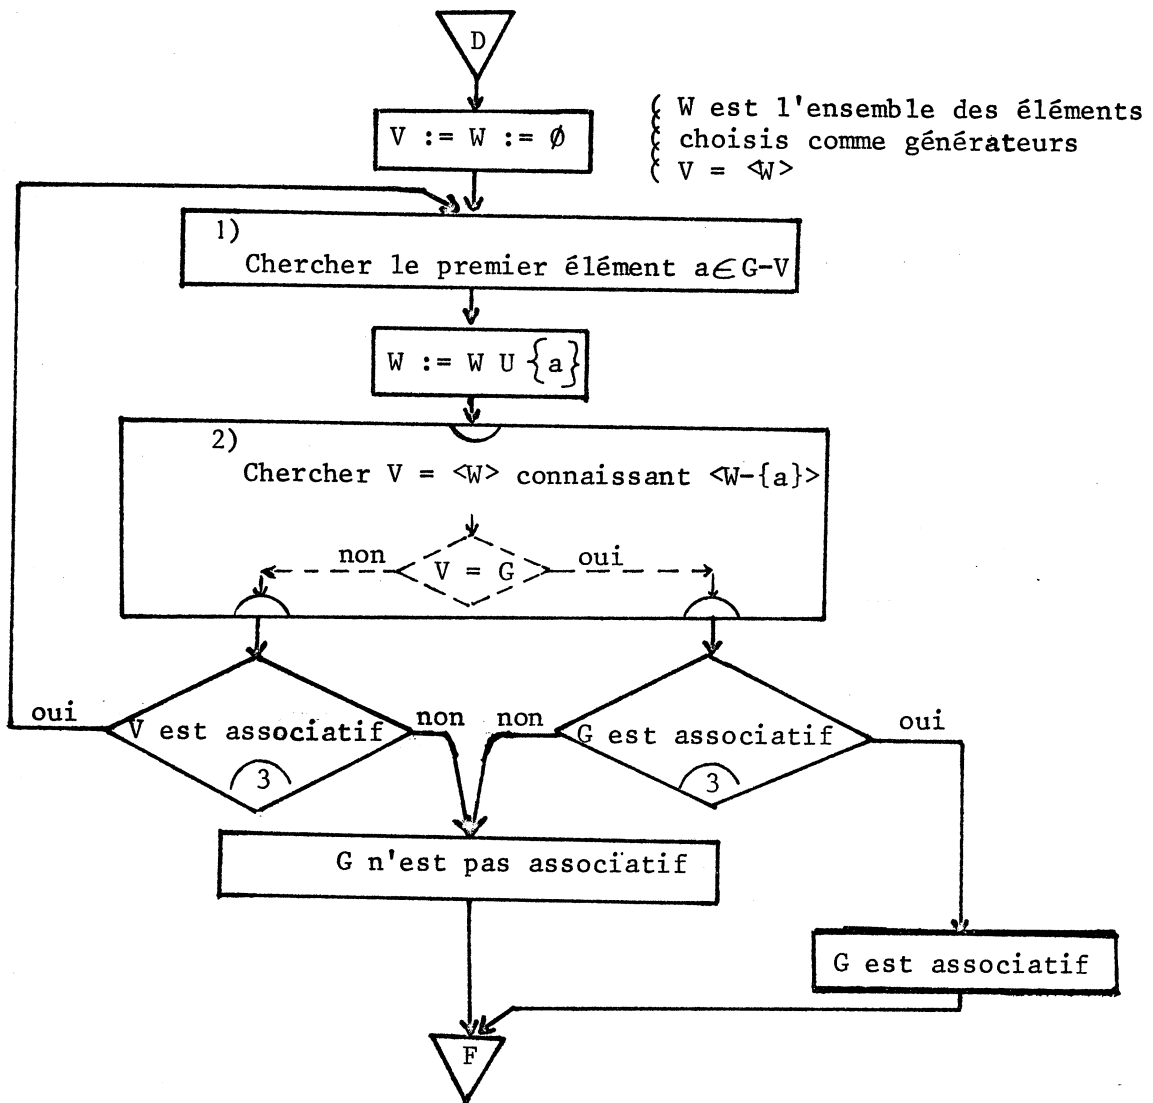 D
V := W := Ø
W est l'ensemble des éléments
choisis comme générateurs
V = <W>
1)
Chercher le premier élément a∈G-V
W := W U {a}
2)
Chercher V = <W> connaissant <W-{a}>
non
V = G
oui
oui
V est associatif
3
non
non
G est associatif
3
oui
G n'est pas associatif
G est associatif
F